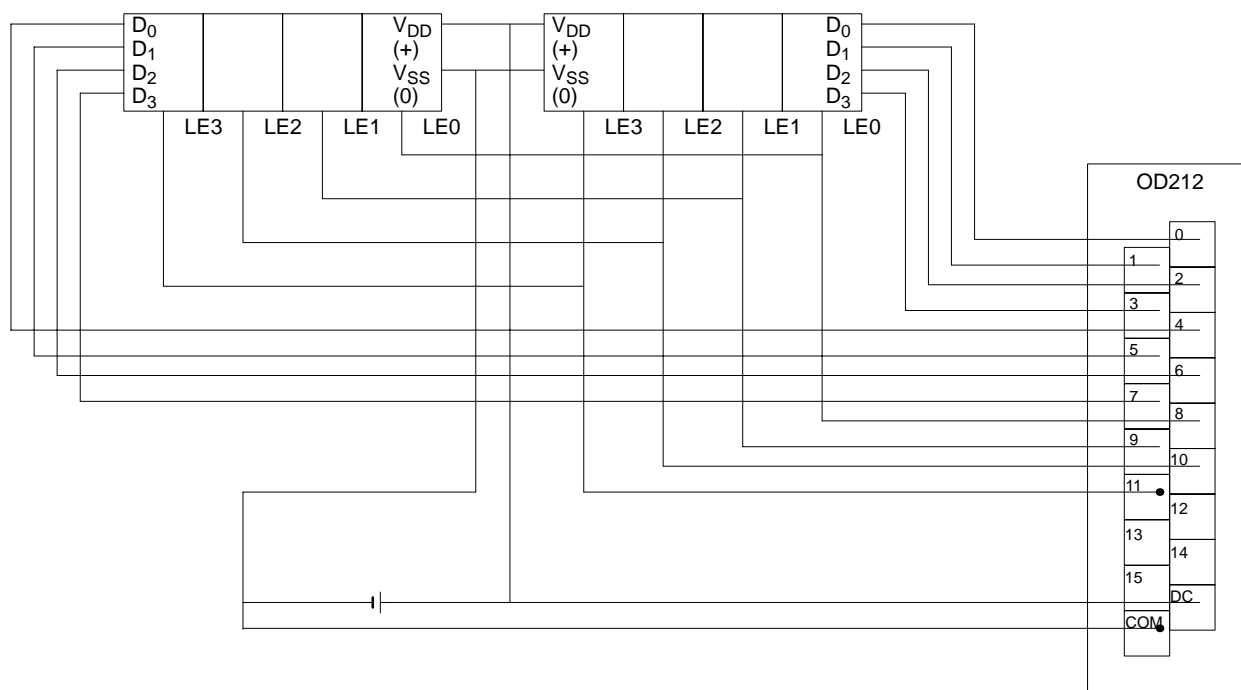 D0 VDD VDD D0
D1 (+) (+) D1
D2 VSS VSS D2
D3 (0) (0) D3
LE3 LE2 LE1 LE0 LE3 LE2 LE1 LE0
OD212
0
1
2
3
4
5
6
7
8
9
10
11
12
13
14
15
DC
COM